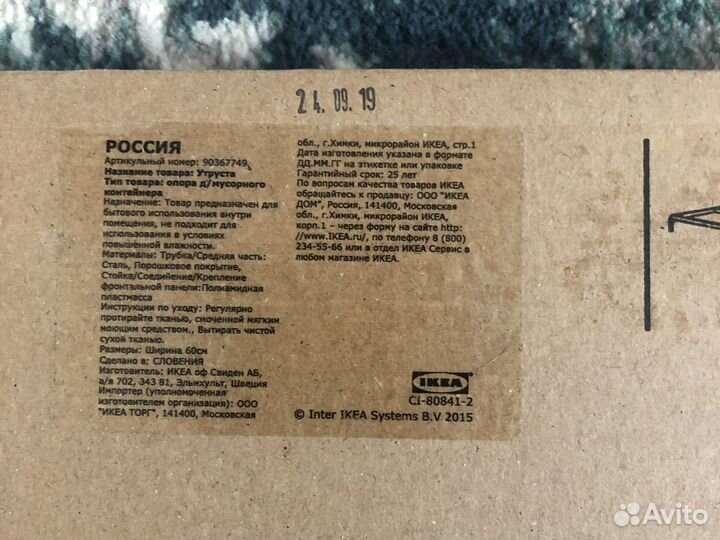 24.09.19
РОССИЯ
Артикульный номер: 90367749
Название товара: Утруста
Тип товара: опора д/мусорного
контейнера
Назначение: Товар предназначен для
бытового использования внутри
помещения, не подходит для
использования в условиях
повышенной влажности.
Материалы: Трубка/Средняя часть:
Сталь, Порошковое покрытие,
Стойка/Соединение/Крепление
фронтальной панели:Полиамидная
пластмасса
Инструкции по уходу: Регулярно
протирайте тканью, смоченной мягким
моющим средством., Вытирать чистой
сухой тканью.
Размеры: Ширина 60см
Сделано в: СЛОВЕНИЯ
Изготовитель: ИКЕА оф Свиден АБ,
а/я 702, 343 81, Эльмхульт, Швеция
Импортер (уполномоченная
изготовителем организация): ООО
"ИКЕА ТОРГ", 141400, Московская
обл., г.Химки, микрорайон ИКЕА, стр.1
Дата изготовления указана в формате
ДД.ММ.ГГ на этикетке или упаковке
Гарантийный срок: 25 лет
По вопросам качества товаров ИКЕА
обращайтесь к продавцу: ООО "ИКЕА
ДОМ", Россия, 141400, Московская
обл., г.Химки, микрорайон ИКЕА,
корп.1 – через форму на сайте http:
//www.IKEA.ru/, по телефону 8 (800)
234-55-66 или в отдел ИКЕА Сервис в
любом магазине ИКЕА.
IKEA
CI-80841-2
© Inter IKEA Systems B.V 2015
Avito